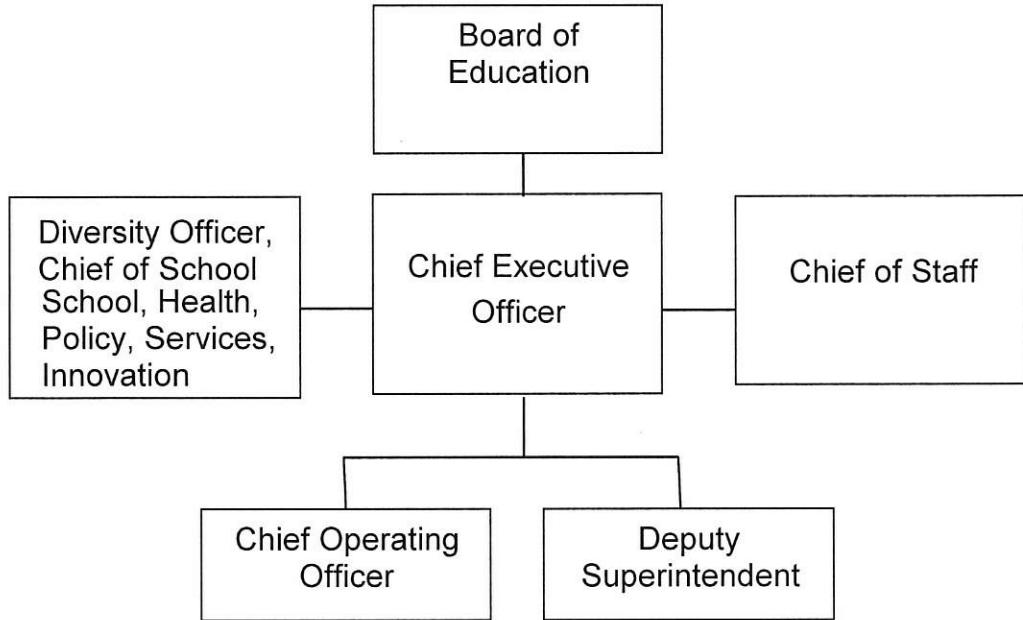 Board of
Education
Diversity Officer,
Chief of School
School, Health,
Policy, Services,
Innovation
Chief Executive
Officer
Chief of Staff
Chief Operating
Officer
Deputy
Superintendent